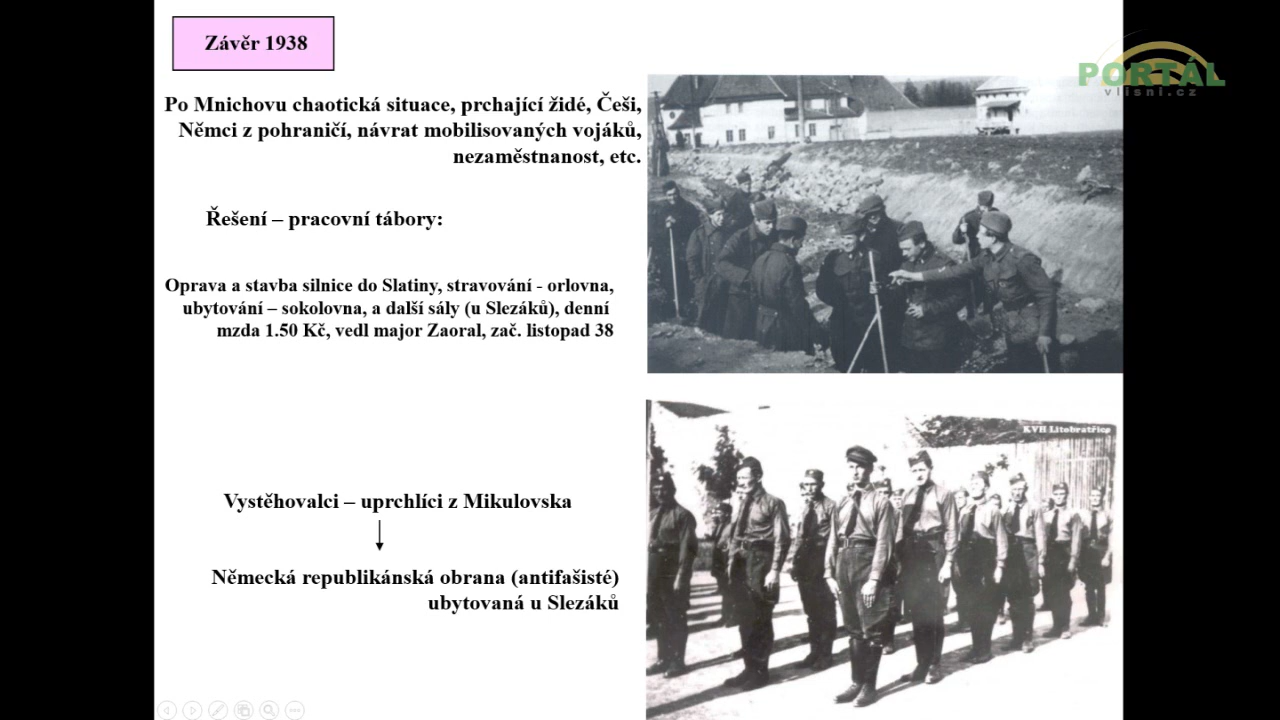 Závěr 1938
PORTÁL
vlisni.cz
Po Mnichovu chaotická situace, prchající židé, Češi,
Němci z pohraničí, návrat mobilisovaných vojáků,
nezaměstnanost, etc.
Řešení – pracovní tábory:
Oprava a stavba silnice do Slatiny, stravování - orlovna,
ubytování – sokolovna, a další sály (u Slezáků), denní
mzda 1.50 Kč, vedl major Zaoral, zač. listopad 38
KVH Litobratřice
Vystěhovalci – uprchlíci z Mikulovska
Německá republikánská obrana (antifašisté)
ubytovaná u Slezáků